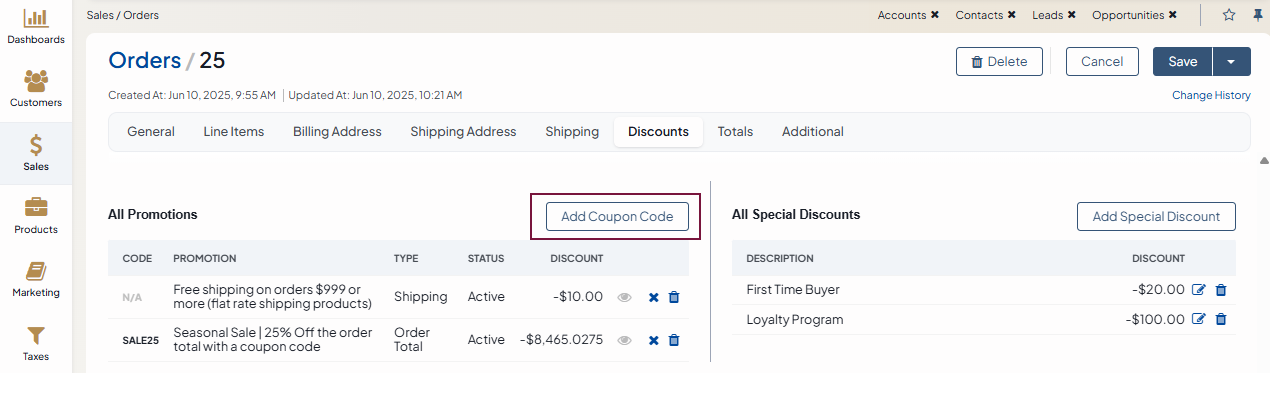 Dashboards
Customers
Sales
Products
Marketing
Taxes
Sales / Orders
Accounts ✖ Contacts ✖ Leads ✖ Opportunities ✖
Orders / 25
Delete Cancel Save
Created At: Jun 10, 2025, 9:55 AM | Updated At: Jun 10, 2025, 10:21 AM
Change History
General Line Items Billing Address Shipping Address Shipping Discounts Totals Additional
All Promotions
Add Coupon Code
CODE PROMOTION TYPE STATUS DISCOUNT
N/A Free shipping on orders $999 or Shipping Active -$10.00
more (flat rate shipping products)
SALE25 Seasonal Sale | 25% Off the order Order Active -$8,465.0275
total with a coupon code Total
All Special Discounts
Add Special Discount
DESCRIPTION DISCOUNT
First Time Buyer -$20.00
Loyalty Program -$100.00